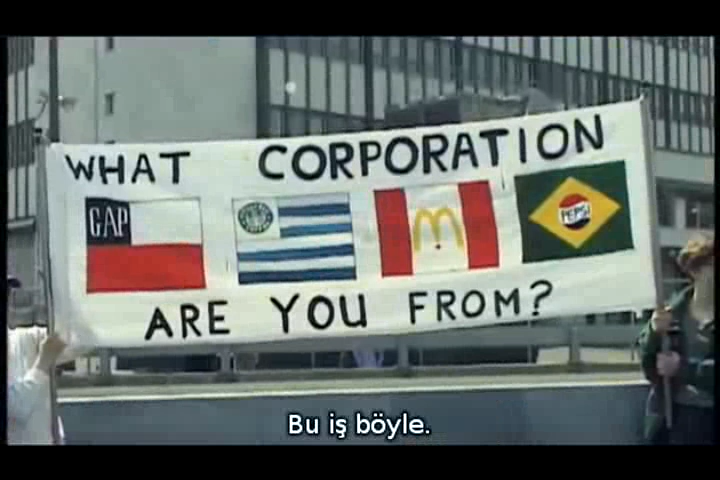 WHAT CORPORATION
GAP
PEPSI
ARE YOU FROM?
Bu iş böyle.